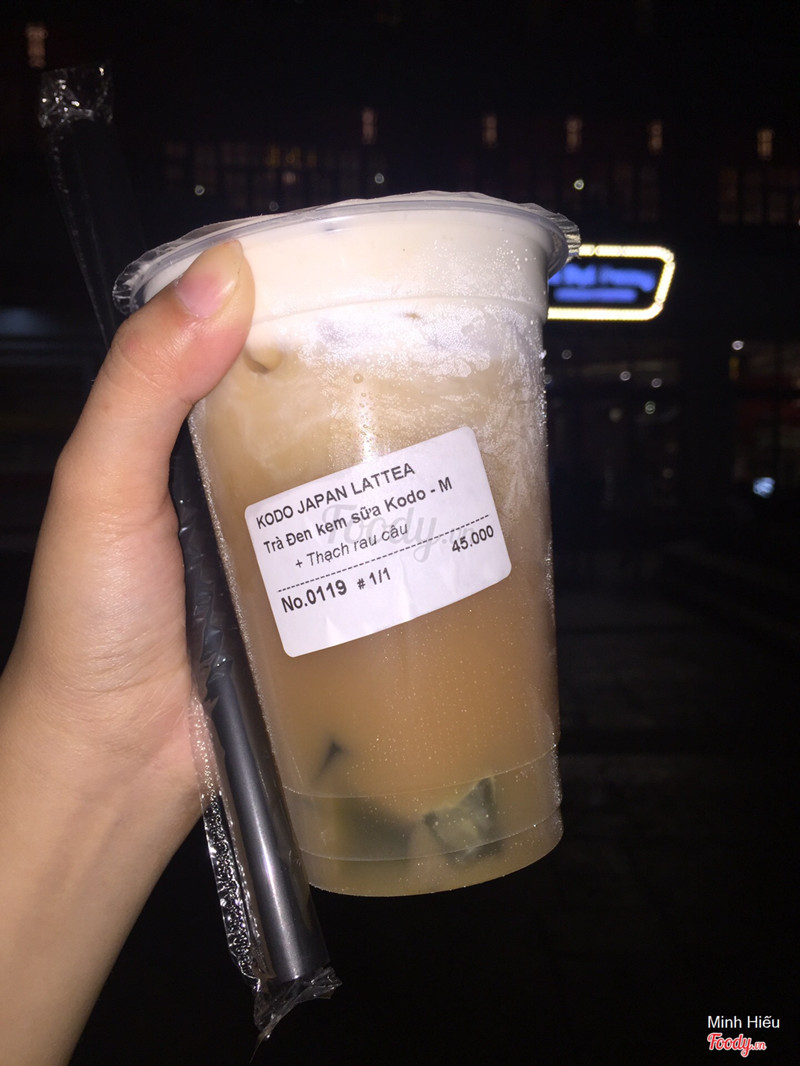 KODO JAPAN LATTEA
Trà Đen kem sữa Kodo - M
+ Thạch rau câu
45.000
No.0119 # 1/1
Foody.vn
Minh Hiếu
Foody.vn